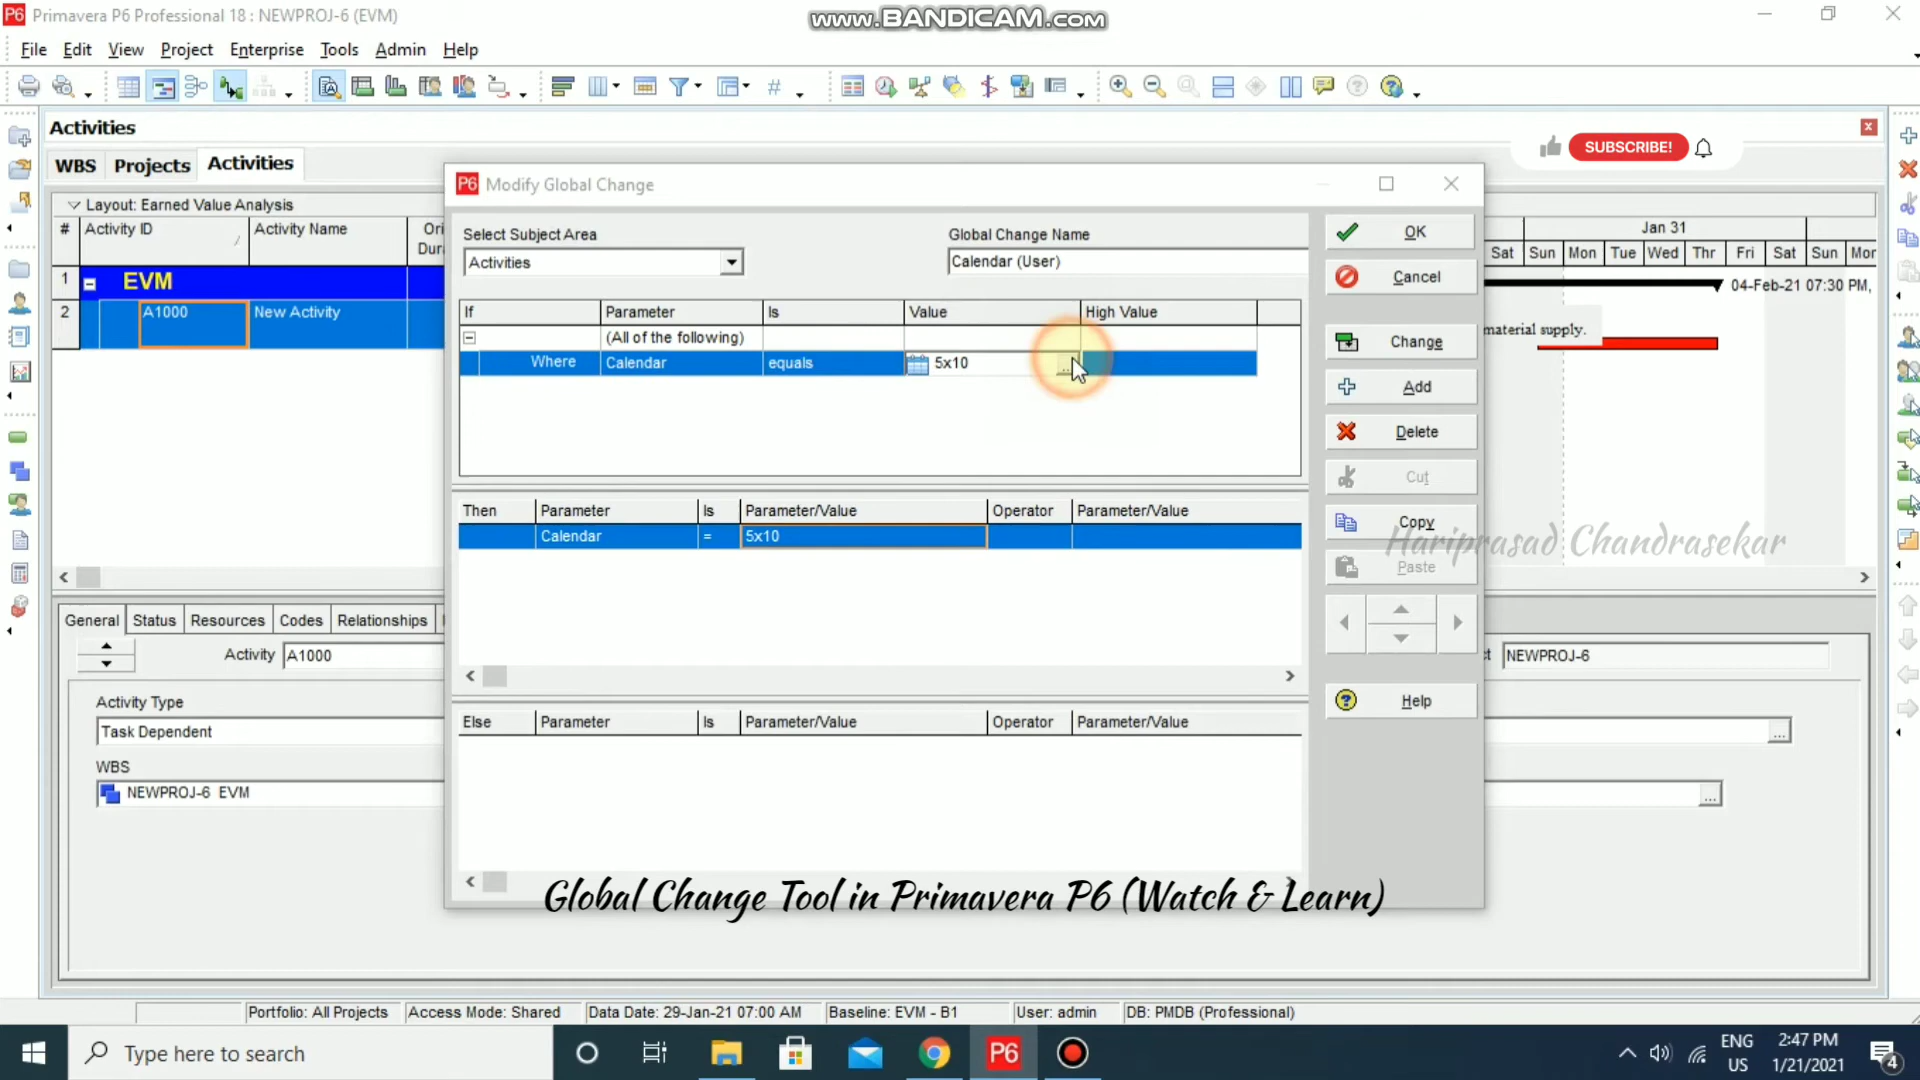 Primavera P6 Professional 18 : NEWPROJ-6 (EVM)
www.BANDICAM.com
File Edit View Project Enterprise Tools Admin Help
Activities
SUBSCRIBE!
WBS Projects Activities
P6 Modify Global Change
Layout: Earned Value Analysis
# Activity ID Activity Name Ori
Dura
Jan 31
Sat Sun Mon Tue Wed Thr Fri Sat Sun Mor
1 EVM
04-Feb-21 07:30 PM,
2 A1000 New Activity
material supply.
Select Subject Area Global Change Name
Activities Calendar (User)
If Parameter Is Value High Value
(All of the following)
Where Calendar equals 5x10
Then Parameter Is Parameter/Value Operator Parameter/Value
Calendar = 5x10
Else Parameter Is Parameter/Value Operator Parameter/Value
OK
Cancel
Change
Add
Delete
Cut
Copy
Paste
Help
Hariprasad Chandrasekar
General Status Resources Codes Relationships
Activity A1000
ct NEWPROJ-6
Activity Type
Task Dependent
WBS
NEWPROJ-6 EVM
Global Change Tool in Primavera P6 (Watch & Learn)
Portfolio: All Projects Access Mode: Shared Data Date: 29-Jan-21 07:00 AM Baseline: EVM - B1 User: admin DB: PMDB (Professional)
Type here to search
P6
ENG
US
2:47 PM
1/21/2021
4